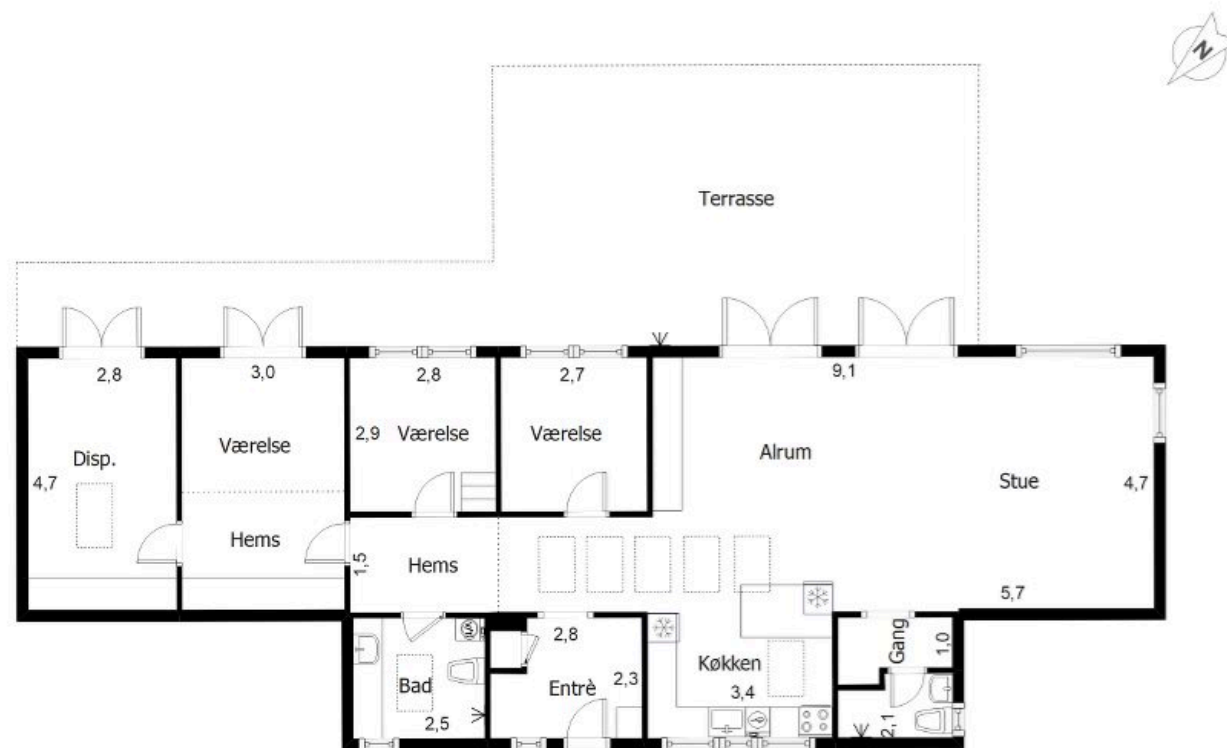 N
Terrasse
2,8
3,0
2,8
2,7
9,1
Disp.
4,7
Værelse
2,9
Værelse
Værelse
Alrum
Stue
4,7
Hems
1,5
Hems
5,7
Bad
2,5
2,8
Entrè
2,3
Køkken
3,4
Gang
1,0
2,1